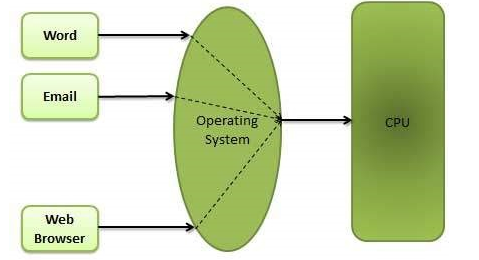 Word
Email
Operating
System
CPU
Web
Browser